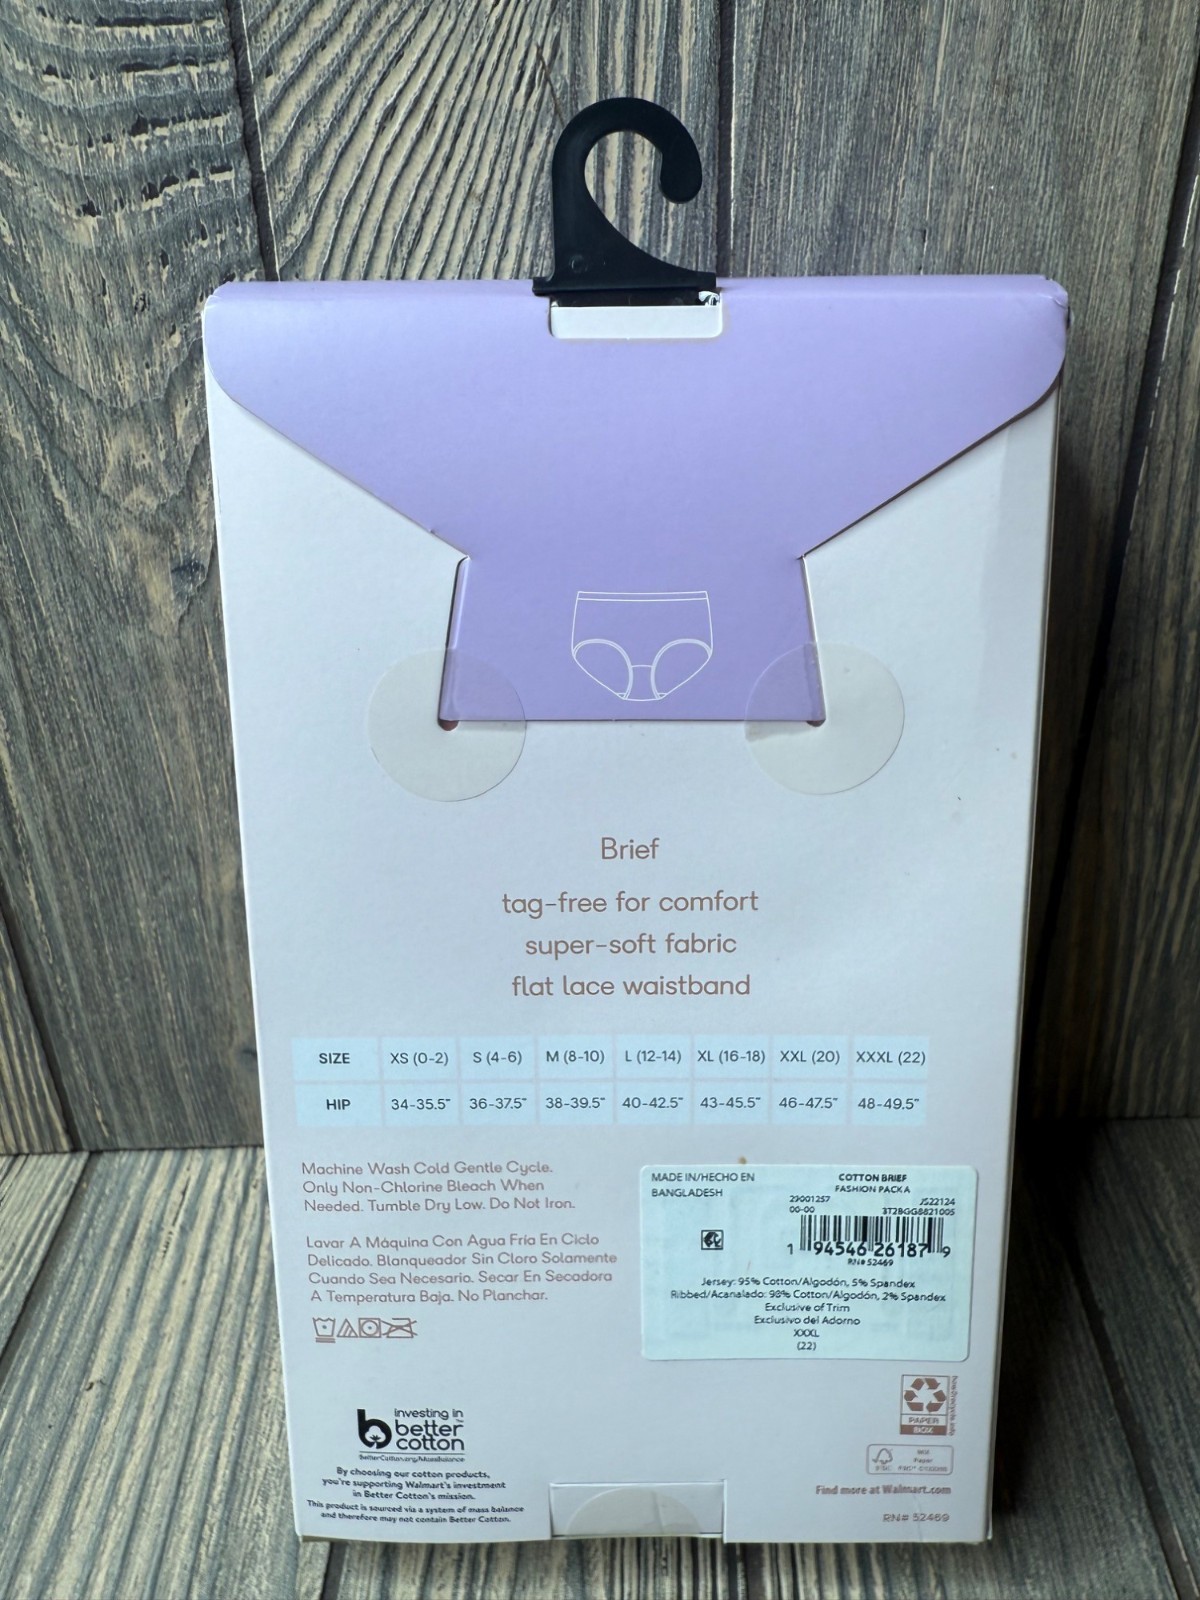 Brief
tag-free for comfort
super-soft fabric
flat lace waistband
SIZE XS (0-2) S (4-6) M (8-10) L (12-14) XL (16-18) XXL (20) XXXL (22)
HIP 34-35.5" 36-37.5" 38-39.5" 40-42.5" 43-45.5" 46-47.5" 48-49.5"
Machine Wash Cold Gentle Cycle.
Only Non-Chlorine Bleach When
Needed. Tumble Dry Low. Do Not Iron.
Lavar A Máquina Con Agua Fría En Ciclo
Delicado. Blanqueador Sin Cloro Solamente
Cuando Sea Necesario. Secar En Secadora
A Temperatura Baja. No Planchar.
MADE IN/HECHO EN
BANGLADESH
COTTON BRIEF
FASHION PACK A
29001257 JS22124
00-00 3T2BGG8821005
1 94546 26187 9
RN# 52469
Jersey: 95% Cotton/Algodón, 5% Spandex
Ribbed/Acanalado: 98% Cotton/Algodón, 2% Spandex
Exclusive of Trim
Exclusivo del Adorno
XXXL
(22)
investing in
better
cotton
BetterCotton.org/MassBalance
By choosing our cotton products,
you're supporting Walmart's investment
in Better Cotton's mission.
This product is sourced via a system of mass balance
and therefore may not contain Better Cotton.
how2recycle.info
PAPER
BOX
FSC
MIX
Paper
Find more at Walmart.com
RN# 52469